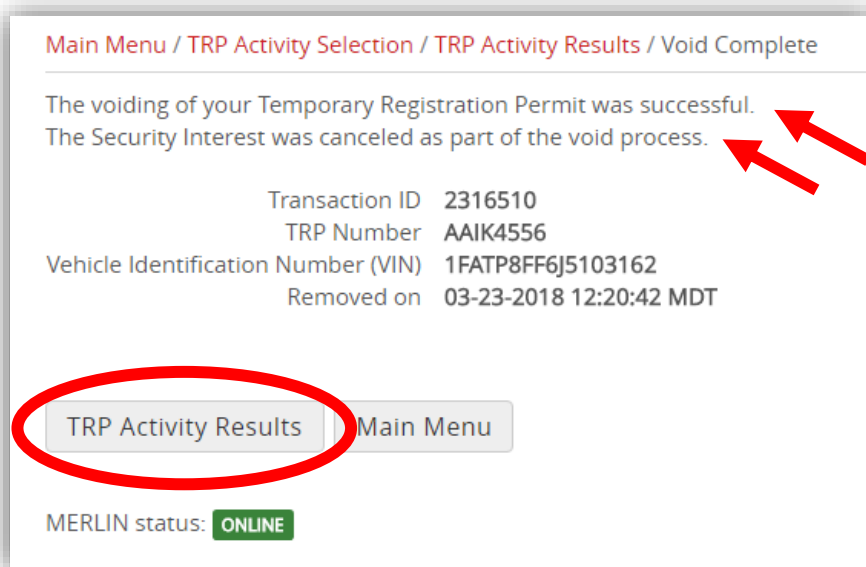 Main Menu / TRP Activity Selection / TRP Activity Results / Void Complete
The voiding of your Temporary Registration Permit was successful.
The Security Interest was canceled as part of the void process.
Transaction ID 2316510
TRP Number AAIK4556
Vehicle Identification Number (VIN) 1FATP8FF6J5103162
Removed on 03-23-2018 12:20:42 MDT
TRP Activity Results Main Menu
MERLIN status: ONLINE